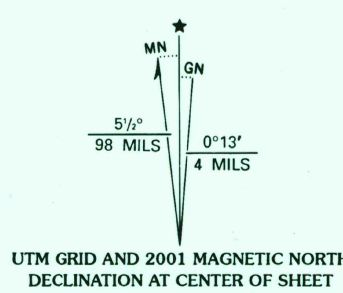 MN
GN
5½°
98 MILS
0°13'
4 MILS
UTM GRID AND 2001 MAGNETIC NORTH
DECLINATION AT CENTER OF SHEET